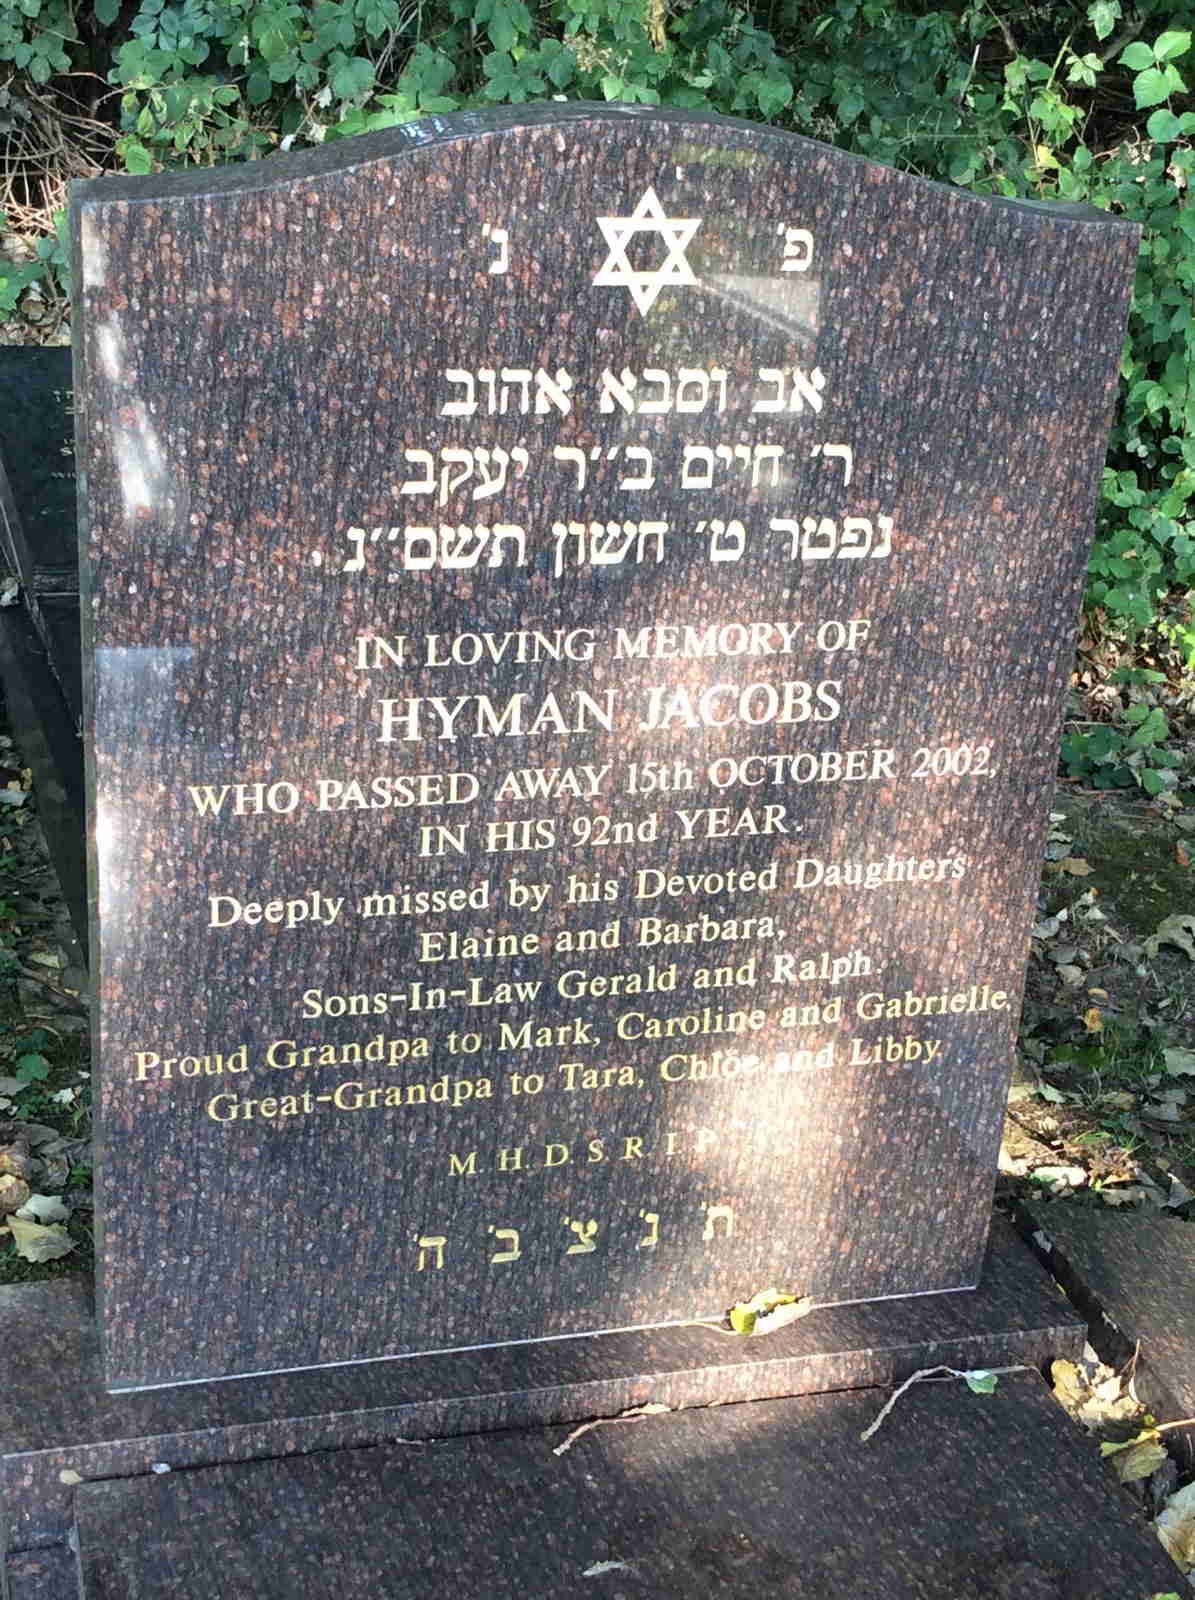 פ׳ נ׳
אב וסבא אהוב
ר׳ חיים ב״ר יעקב
נפטר ט׳ חשון תשס״ג
IN LOVING MEMORY OF
HYMAN JACOBS
WHO PASSED AWAY 15th OCTOBER 2002,
IN HIS 92nd YEAR.
Deeply missed by his Devoted Daughters
Elaine and Barbara,
Sons-In-Law Gerald and Ralph.
Proud Grandpa to Mark, Caroline and Gabrielle,
Great-Grandpa to Tara, Chlöe and Libby.
M. H. D. S R I P
ת׳ נ׳ צ׳ ב׳ ה׳